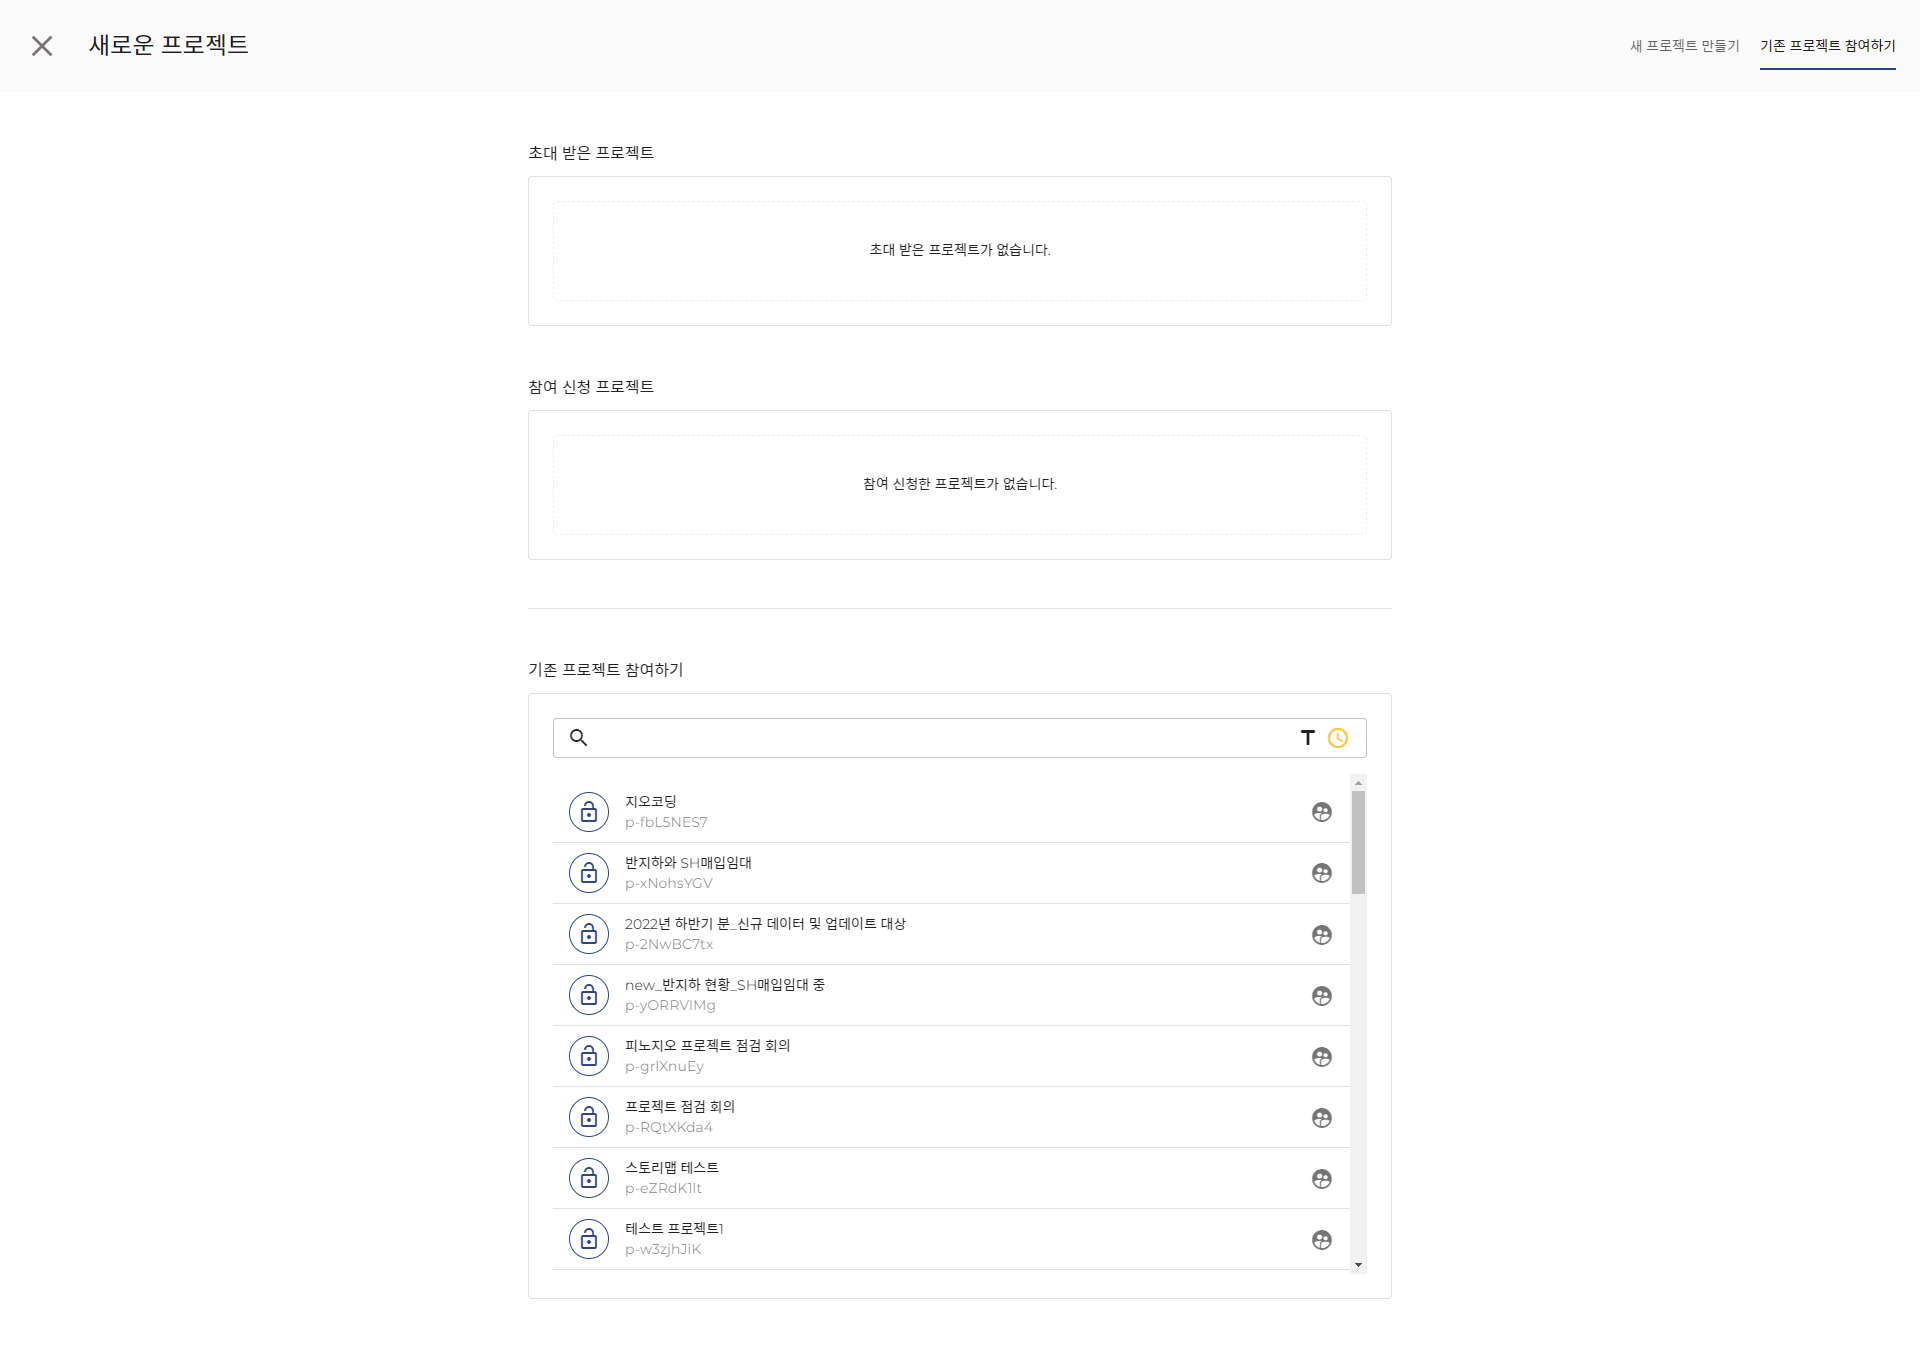 새로운 프로젝트
새 프로젝트 만들기
기존 프로젝트 참여하기
초대 받은 프로젝트
초대 받은 프로젝트가 없습니다.
참여 신청 프로젝트
참여 신청한 프로젝트가 없습니다.
기존 프로젝트 참여하기
T
지오코딩
p-fbL5NES7
반지하와 SH매입임대
p-xNohsYGV
2022년 하반기 분_신규 데이터 및 업데이트 대상
p-2NwBC7tx
new_반지하 현황_SH매입임대 중
p-yORRVIMg
피노지오 프로젝트 점검 회의
p-grlXnuEy
프로젝트 점검 회의
p-RQtXKda4
스토리맵 테스트
p-eZRdK1lt
테스트 프로젝트1
p-w3zjhJiK